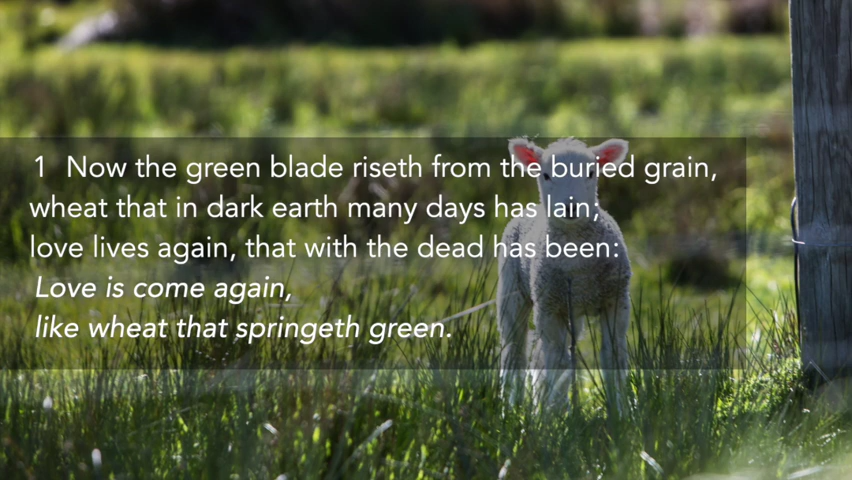 1 Now the green blade riseth from the buried grain,
wheat that in dark earth many days has lain;
love lives again, that with the dead has been:
Love is come again,
like wheat that springeth green.